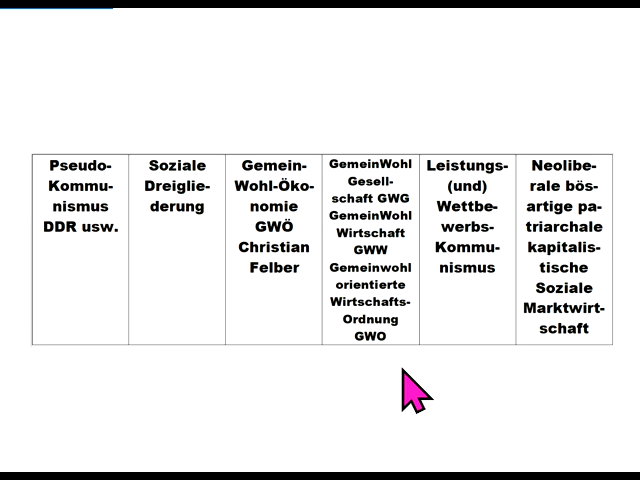 Pseudo-
Kommu-
nismus
DDR usw.
Soziale
Dreiglie-
derung
Gemein-
Wohl-Öko-
nomie
GWÖ
Christian
Felber
GemeinWohl
Gesell-
schaft GWG
GemeinWohl
Wirtschaft
GWW
Gemeinwohl
orientierte
Wirtschafts-
Ordnung
GWO
Leistungs-
(und)
Wettbe-
werbs-
Kommu-
nismus
Neolibe-
rale bös-
artige pa-
triarchale
kapitalis-
tische
Soziale
Marktwirt-
schaft